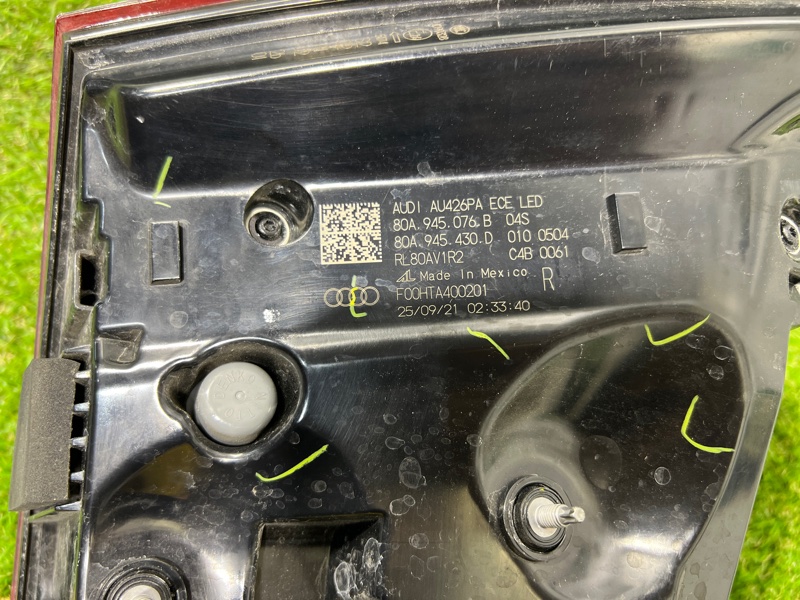 AUDI AU426PA ECE LED
80A.945.076.B 04S
80A.945.430.D 010 0504
RL80AV1R2 C4B 0061
Made In Mexico
R
F00HTA400201
25/09/21 02:33:40